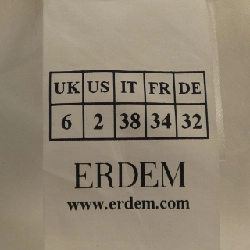 UK US IT FR DE
6 2 38 34 32
ERDEM
www.erdem.com